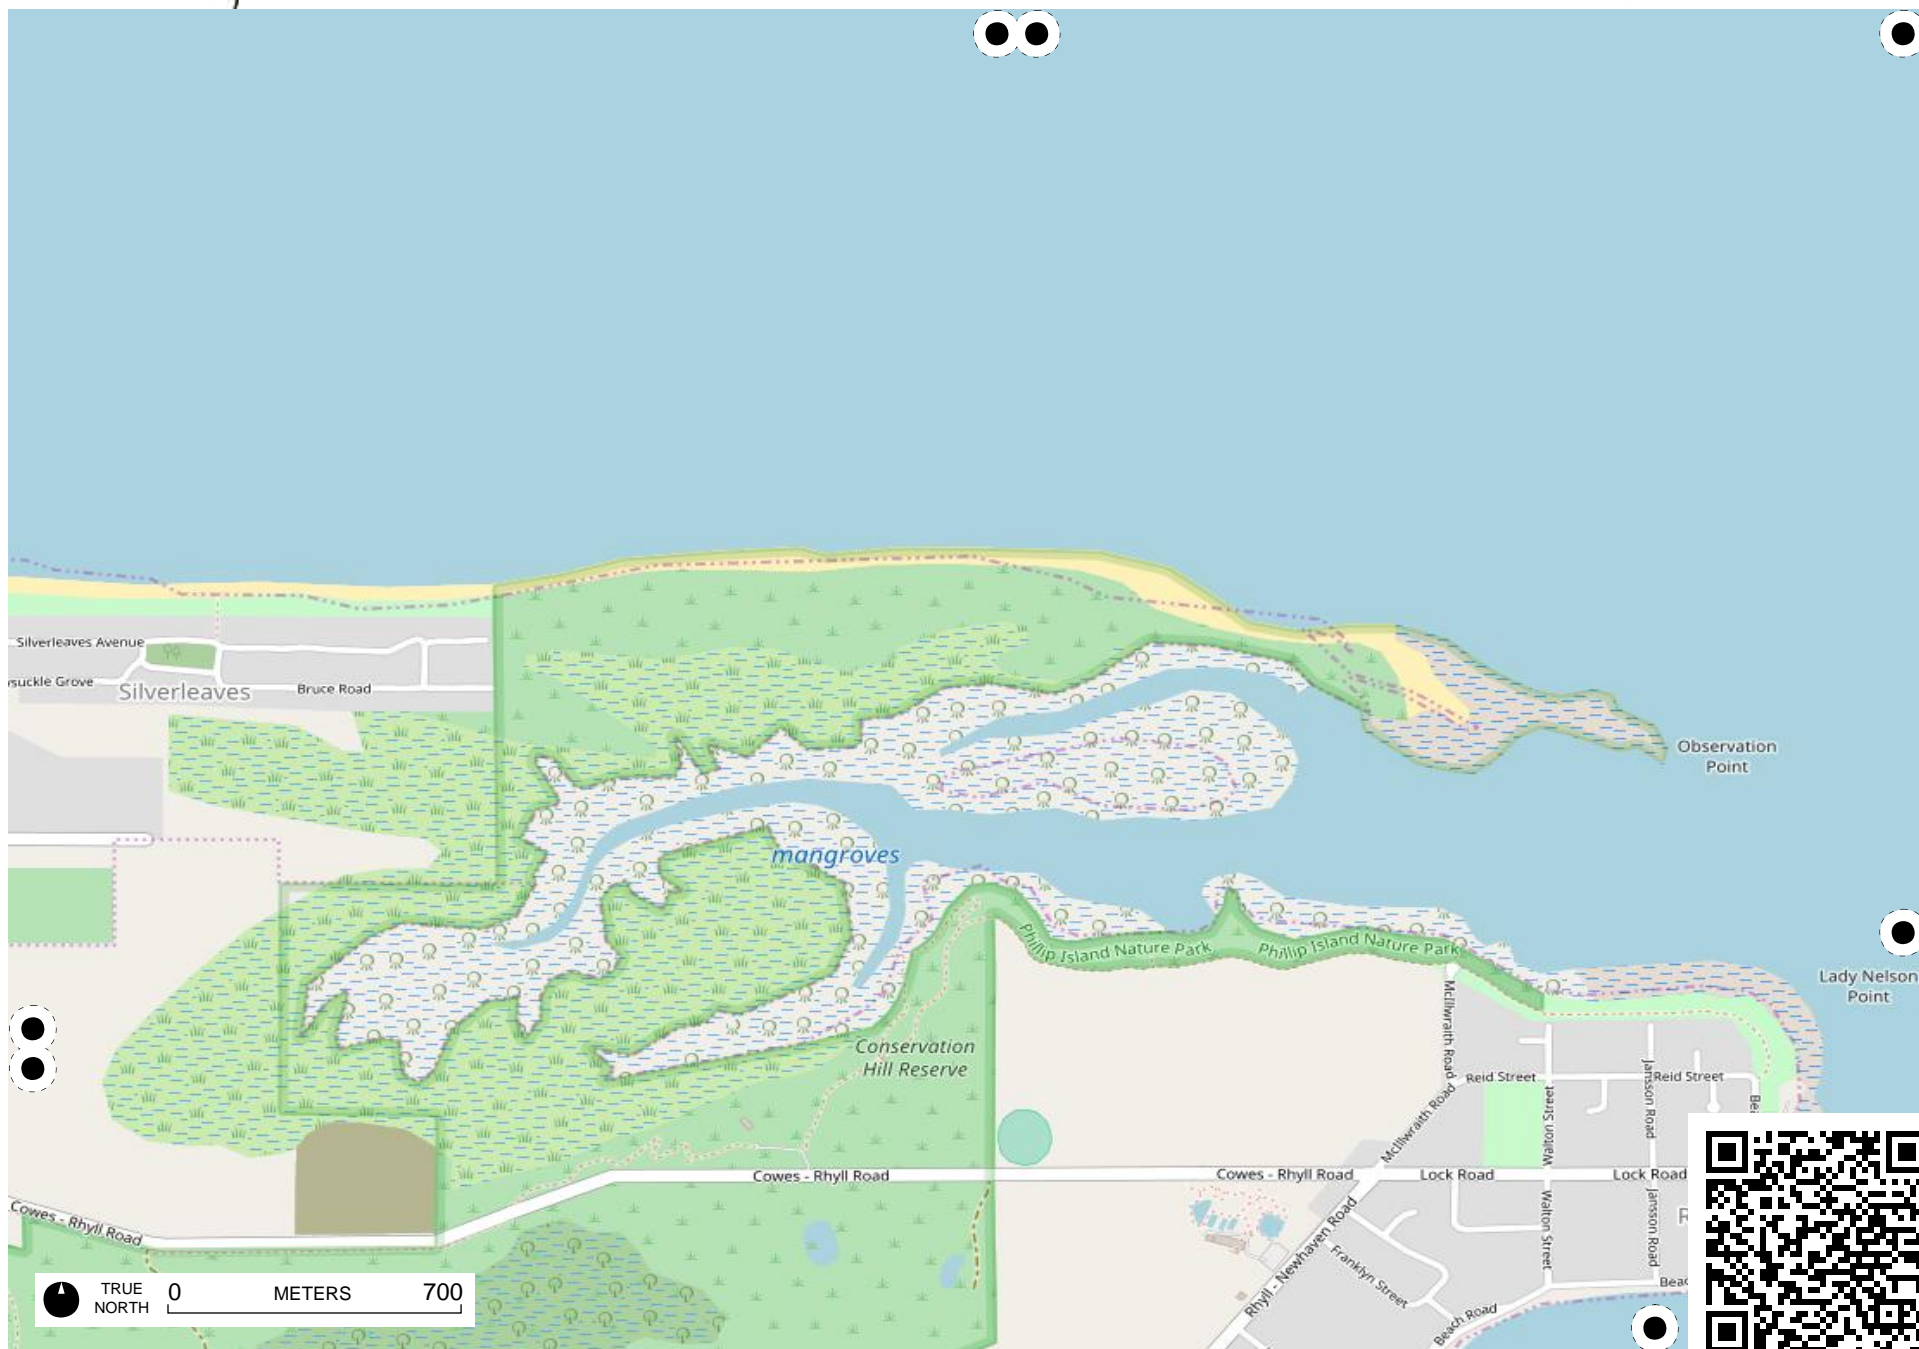 Silverleaves Avenue
suckle Grove
Silverleaves
Bruce Road
Observation
Point
mangroves
Phillip Island Nature Park
Phillip Island Nature Park
Lady Nelson
Point
McIllwraith Road
Conservation
Hill Reserve
Reid Street
Reid Street
Jansson Road
Walton Street
McIllwraith Road
Cowes - Rhyll Road
Cowes - Rhyll Road
Lock Road
Lock Road
Cowes - Rhyll Road
Walton Street
Jansson Road
R
Rhyll - Newhaven Road
Franklyn Street
Beach Road
TRUE
NORTH
0
METERS
700